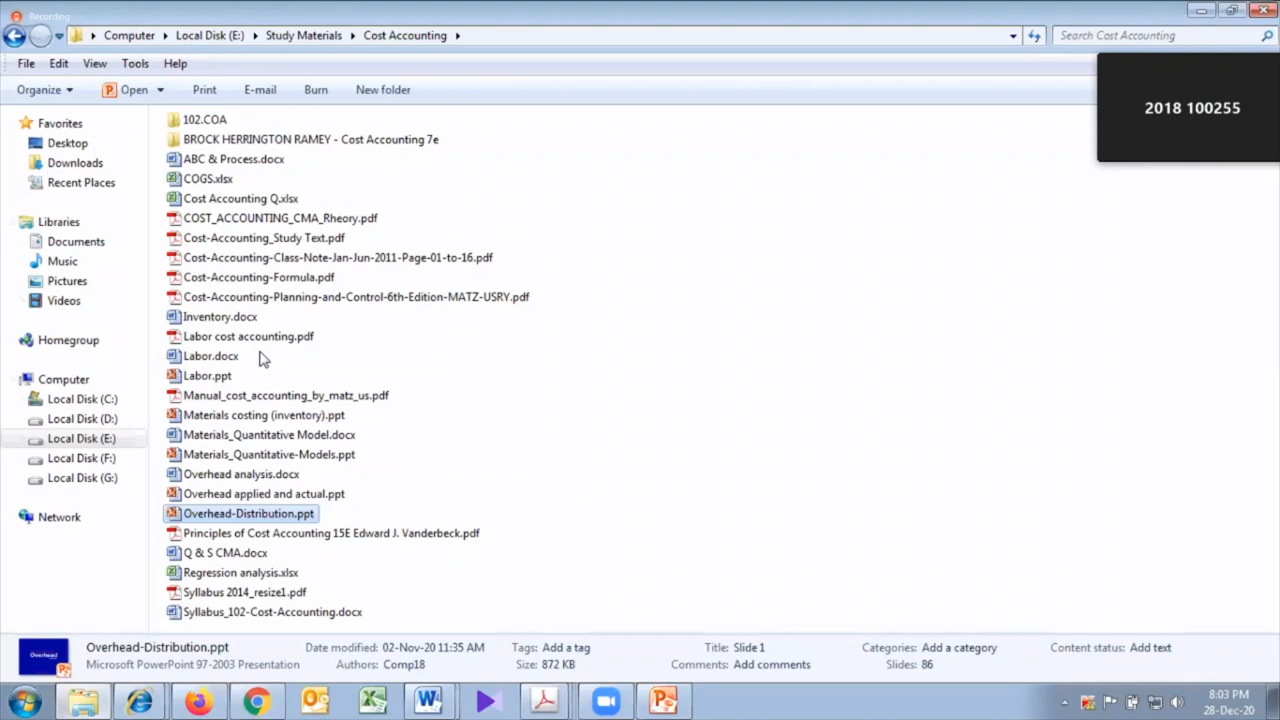 Recording
Computer
Local Disk (E:)
Study Materials
Cost Accounting
Search Cost Accounting
File
Edit
View
Tools
Help
2018 100255
Organize
Open
Print
E-mail
Burn
New folder
Favorites
Desktop
Downloads
Recent Places
Libraries
Documents
Music
Pictures
Videos
Homegroup
Computer
Local Disk (C:)
Local Disk (D:)
Local Disk (E:)
Local Disk (F:)
Local Disk (G:)
Network
102.COA
BROCK HERRINGTON RAMEY - Cost Accounting 7e
ABC & Process.docx
COGS.xlsx
Cost Accounting Q.xlsx
COST_ACCOUNTING_CMA_Rheory.pdf
Cost-Accounting_Study Text.pdf
Cost-Accounting-Class-Note-Jan-Jun-2011-Page-01-to-16.pdf
Cost-Accounting-Formula.pdf
Cost-Accounting-Planning-and-Control-6th-Edition-MATZ-USRY.pdf
Inventory.docx
Labor cost accounting.pdf
Labor.docx
Labor.ppt
Manual_cost_accounting_by_matz_us.pdf
Materials costing (inventory).ppt
Materials_Quantitative Model.docx
Materials_Quantitative-Models.ppt
Overhead analysis.docx
Overhead applied and actual.ppt
Overhead-Distribution.ppt
Principles of Cost Accounting 15E Edward J. Vanderbeck.pdf
Q & S CMA.docx
Regression analysis.xlsx
Syllabus 2014_resize1.pdf
Syllabus_102-Cost-Accounting.docx
Overhead
Overhead-Distribution.ppt
Microsoft PowerPoint 97-2003 Presentation
Date modified: 02-Nov-20 11:35 AM
Authors: Comp18
Tags: Add a tag
Size: 872 KB
Title: Slide 1
Comments: Add comments
Categories: Add a category
Slides: 86
Content status: Add text
8:03 PM
28-Dec-20